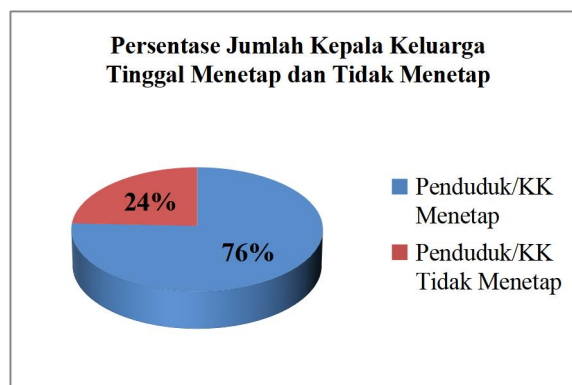 Persentase Jumlah Kepala Keluarga
Tinggal Menetap dan Tidak Menetap
24%
76%
Penduduk/KK
Menetap
Penduduk/KK
Tidak Menetap